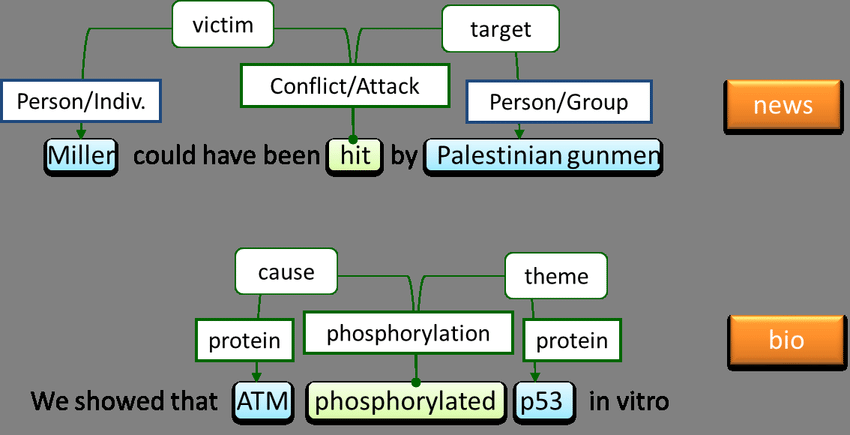 victim target
Person/Indiv. Conflict/Attack Person/Group news
Miller could have been hit by Palestinian gunmen
cause theme
protein phosphorylation protein bio
We showed that ATM phosphorylated p53 in vitro